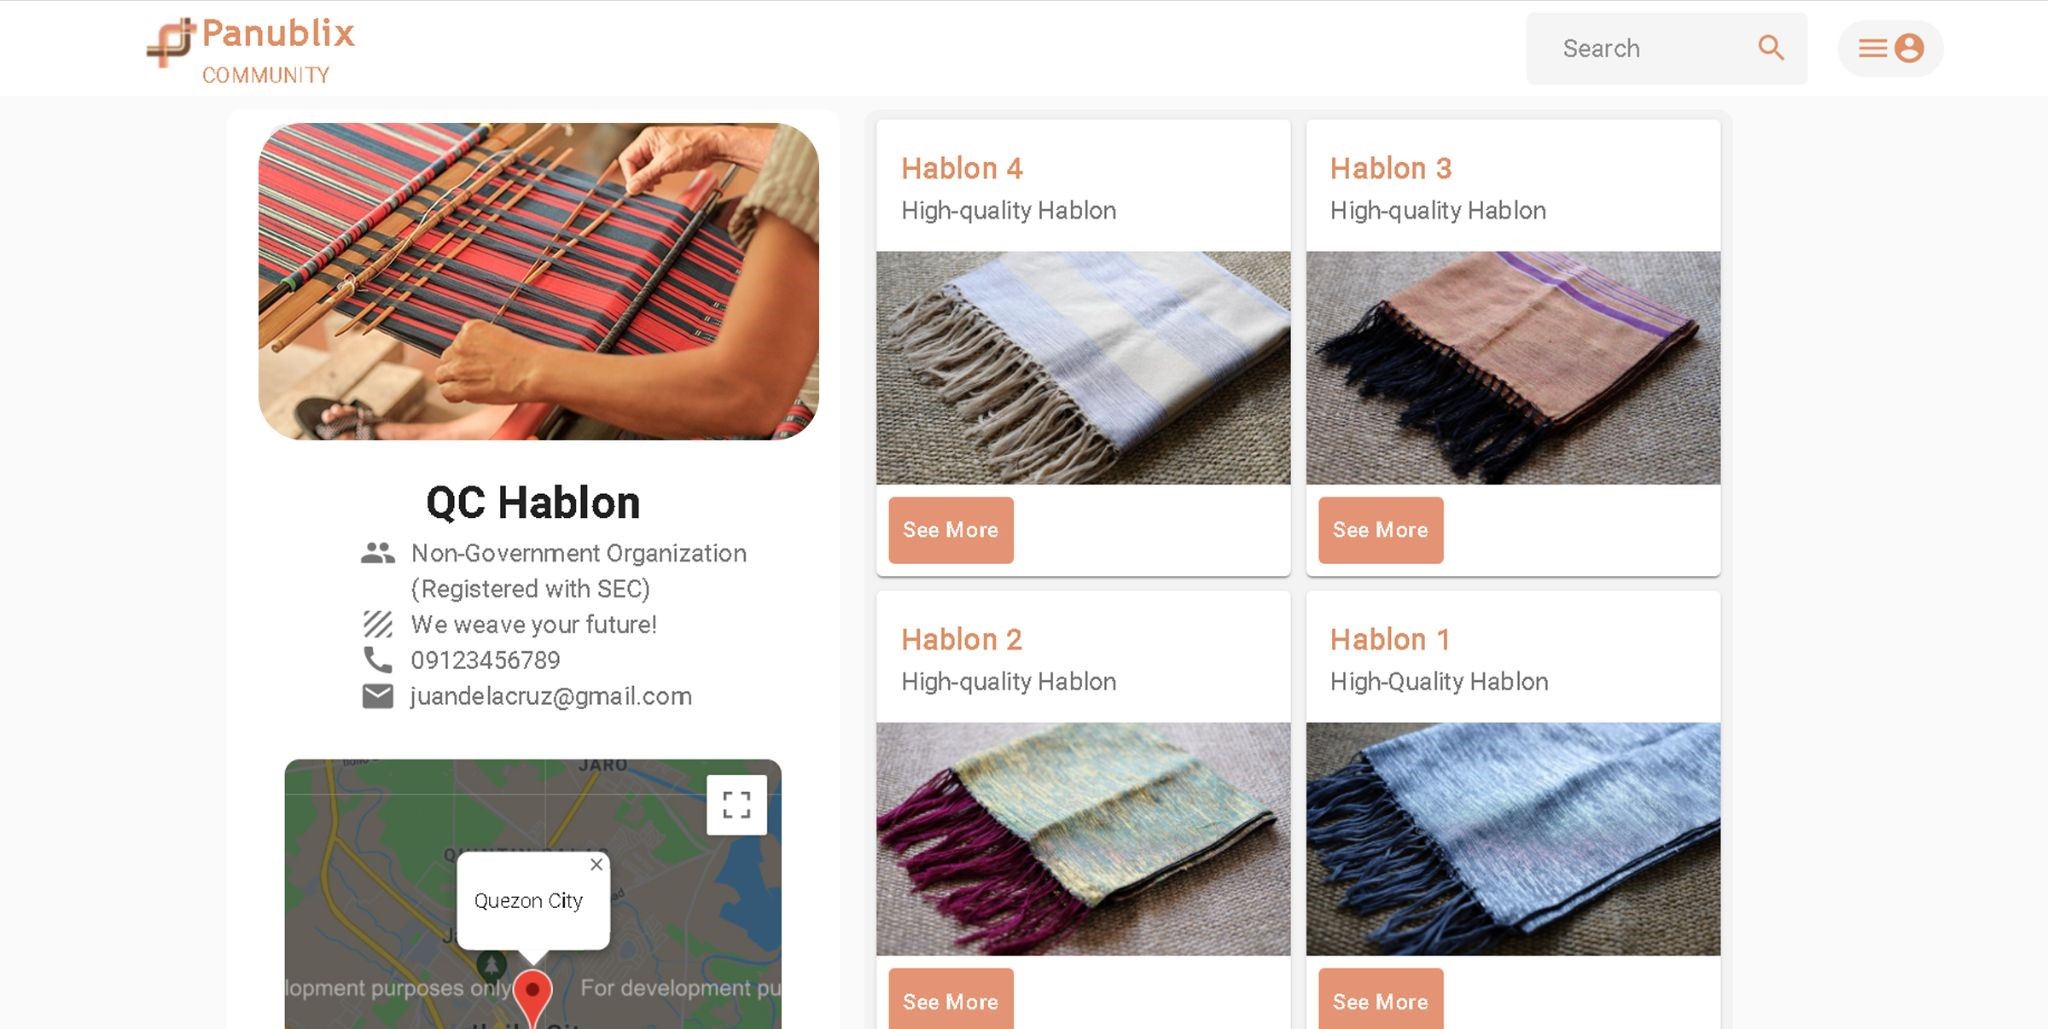 Panublix
COMMUNITY
Search
QC Hablon
Non-Government Organization
(Registered with SEC)
We weave your future!
09123456789
juandelacruz@gmail.com
JARO
Quezon City
lopment purposes only
For development pu
Hablon 4
High-quality Hablon
See More
Hablon 3
High-quality Hablon
See More
Hablon 2
High-quality Hablon
See More
Hablon 1
High-Quality Hablon
See More